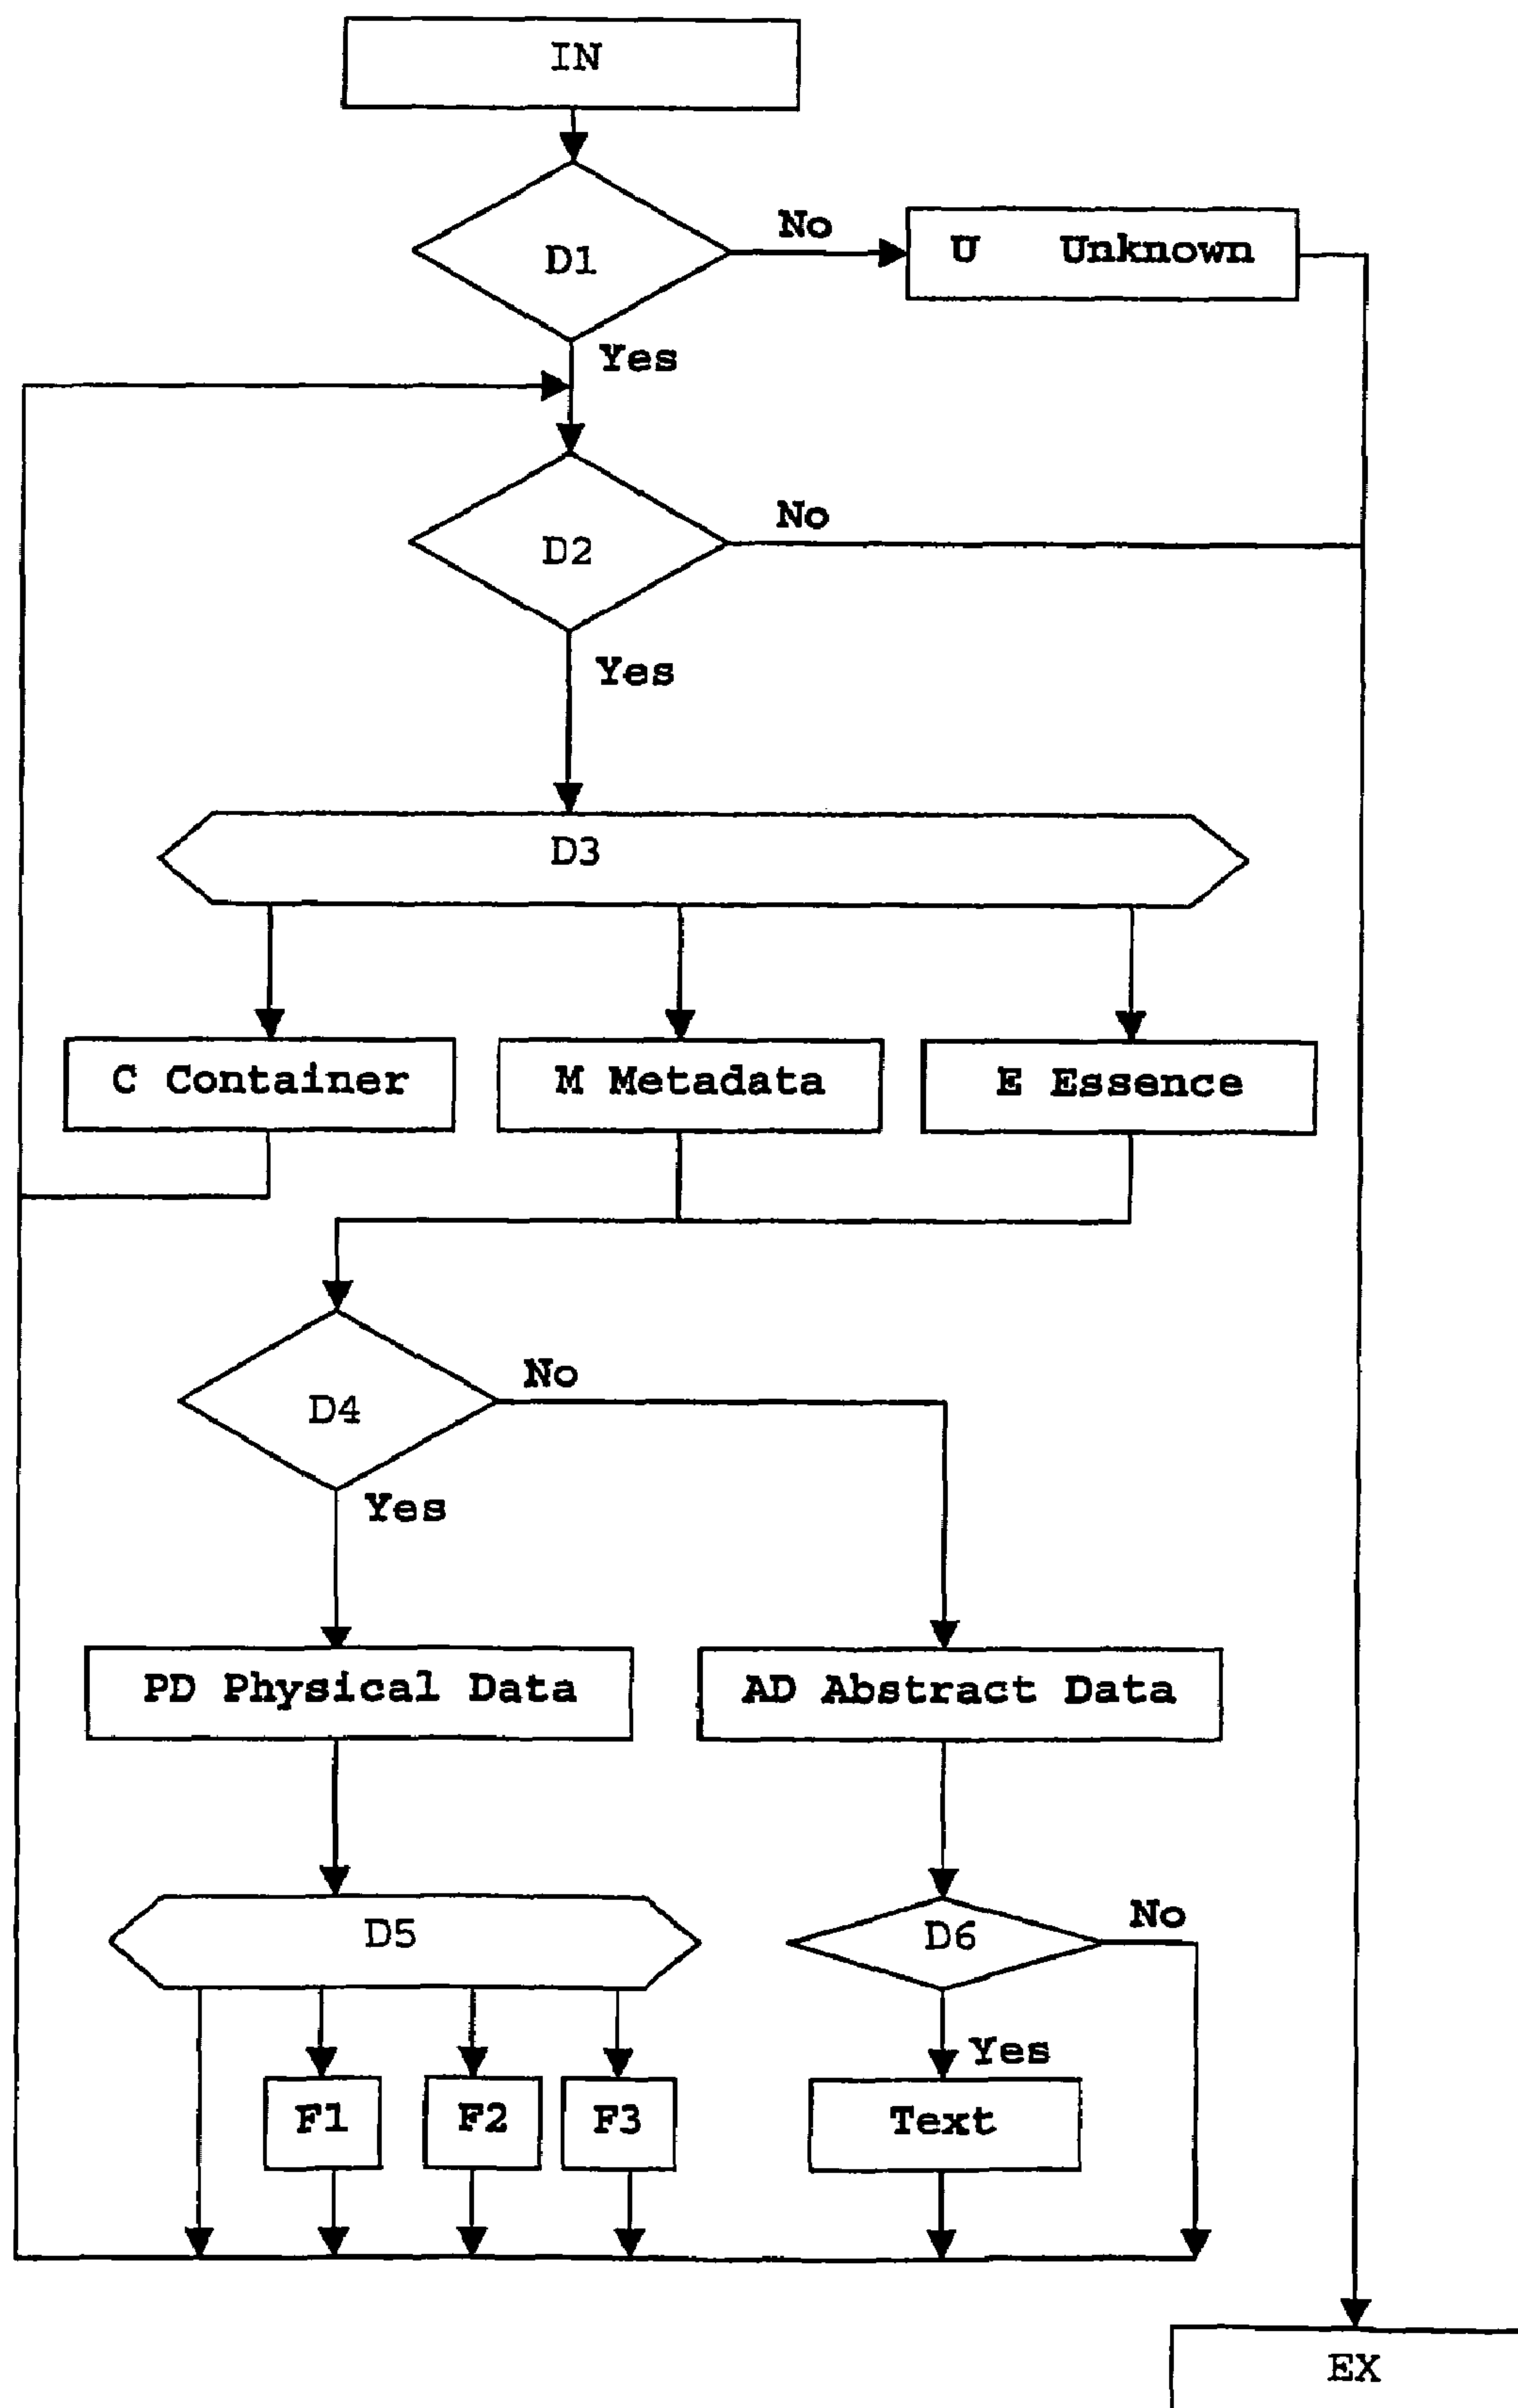 IN
D1
No
U Unknown
Yes
D2
No
Yes
D3
C Container
M Metadata
E Essence
D4
No
Yes
PD Physical Data
AD Abstract Data
D5
D6
No
Yes
F1
F2
F3
Text
EX